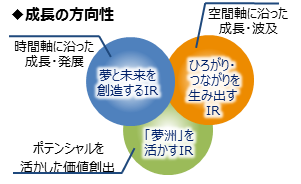 ◆成長の方向性
空間軸に沿った
成長・波及
時間軸に沿った
成長・発展
夢と未来を
創造するIR
ひろがり・
つながりを
生み出す
IR
「夢洲」を
活かすIR
ポテンシャルを
活かした価値創出